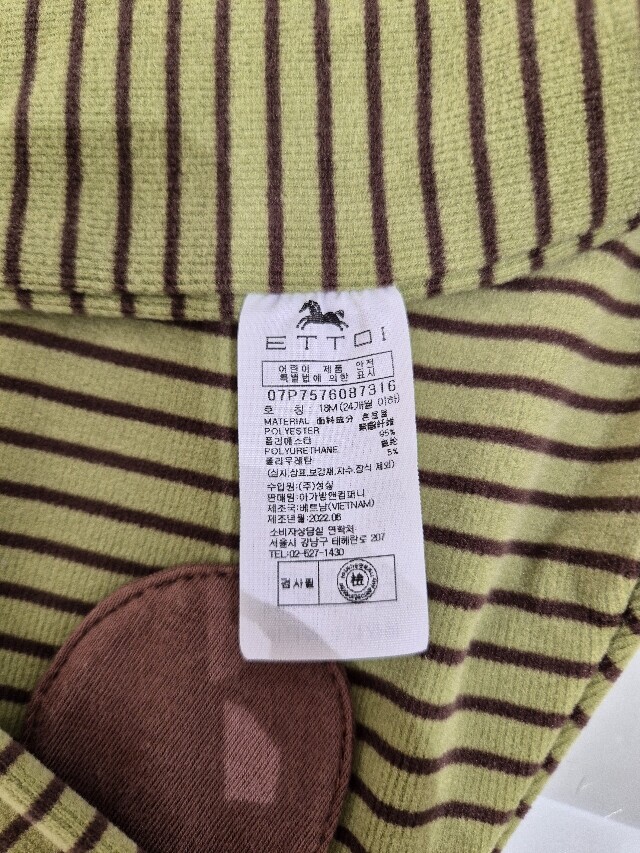 ETTOI
어린이 제품 안전
특별법에 의한 표시
07P7576087316
호 칭 : 18M(24개월 이하)
MATERIAL 面料成分 혼용율
POLYESTER 聚酯纤维
폴리에스타 95%
POLYURETHANE 氨纶
폴리우레탄 5%
(심지,상표,보강재,자수,장식 제외)
수입원:(주)성실
판매원:아가방앤컴퍼니
제조국:베트남(VIETNAM)
제조년월:2022.06
소비자상담실 연락처
서울시 강남구 테헤란로 207
TEL:02-527-1430
검사필 檢